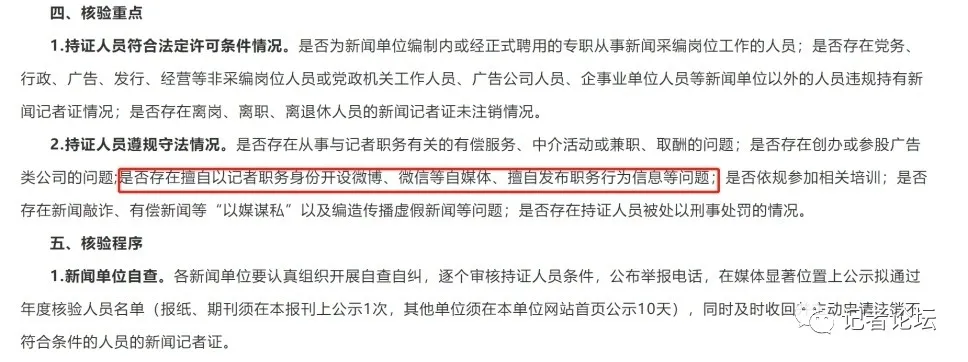 四、核验重点
1.持证人员符合法定许可条件情况。是否为新闻单位编制内或经正式聘用的专职从事新闻采编岗位工作的人员；是否存在党务、
行政、广告、发行、经营等非采编岗位人员或党政机关工作人员、广告公司人员、企事业单位人员等新闻单位以外的人员违规持有新
闻记者证情况；是否存在离岗、离职、离退休人员的新闻记者证未注销情况。
2.持证人员遵规守法情况。是否存在从事与记者职务有关的有偿服务、中介活动或兼职、取酬的问题；是否存在创办或参股广告
类公司的问题;是否存在擅自以记者职务身份开设微博、微信等自媒体、擅自发布职务行为信息等问题；是否依规参加相关培训；是否
存在新闻敲诈、有偿新闻等“以媒谋私”以及编造传播虚假新闻等问题；是否存在持证人员被处以刑事处罚的情况。
五、核验程序
1.新闻单位自查。各新闻单位要认真组织开展自查自纠，逐个审核持证人员条件，公布举报电话，在媒体显著位置上公示拟通过
年度核验人员名单（报纸、期刊须在本报刊上公示1次，其他单位须在本单位网站首页公示10天），同时及时收回
符合条件的人员的新闻记者证。
记者论坛